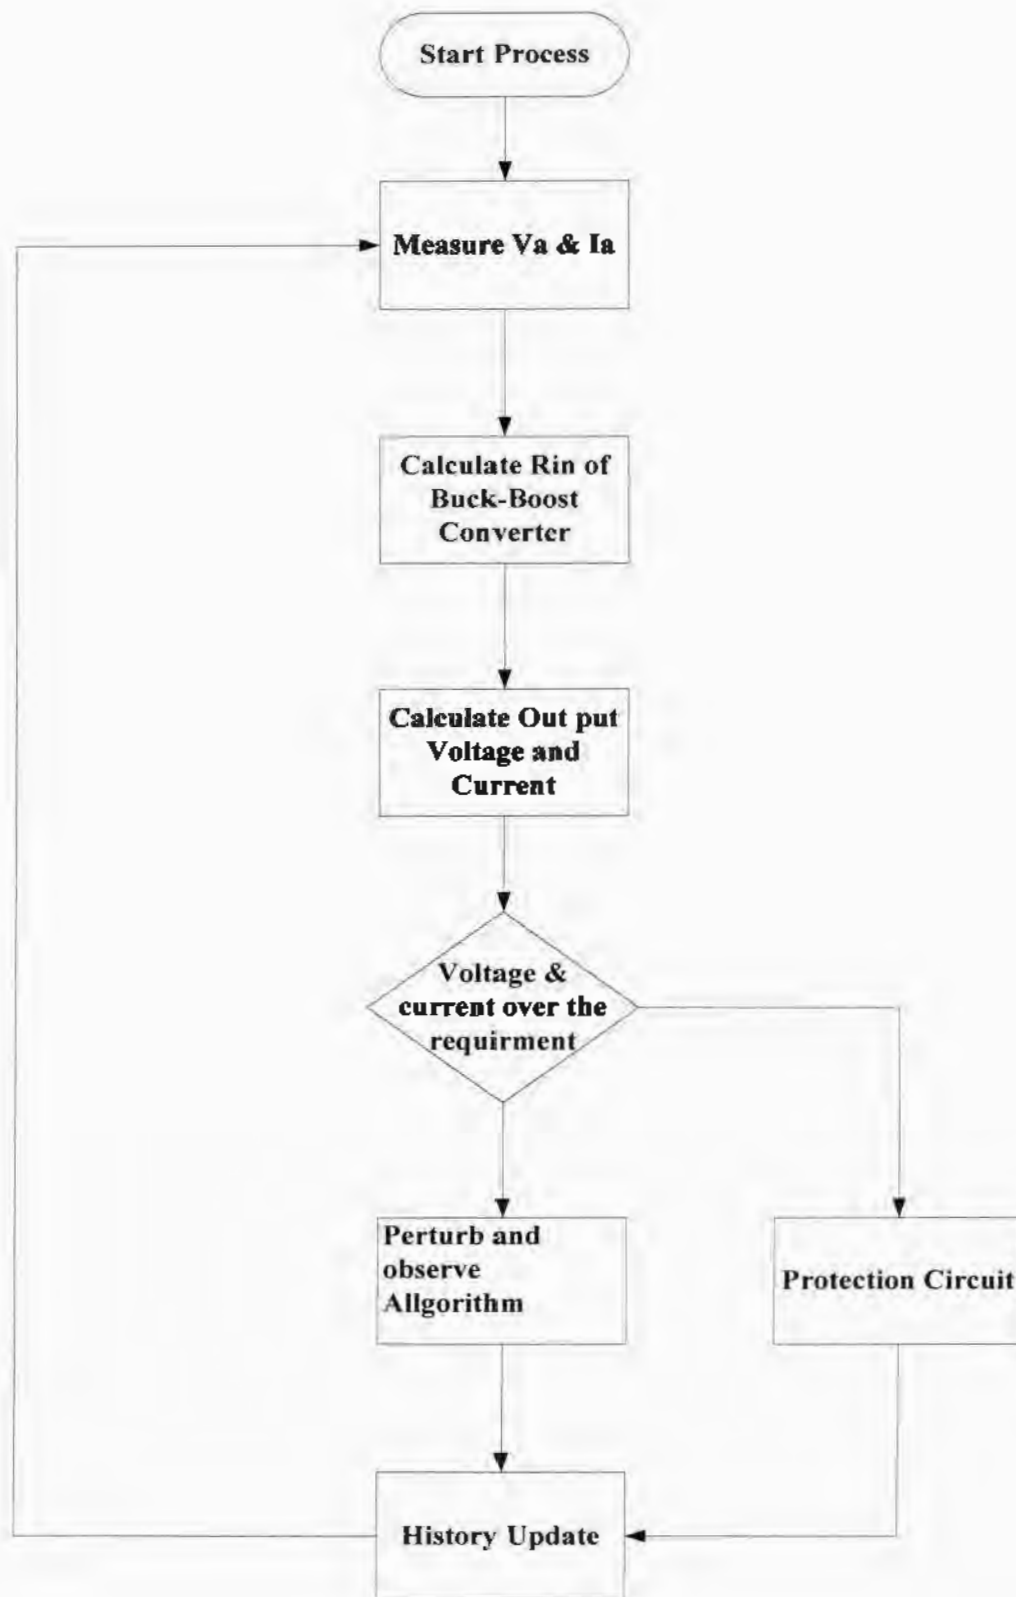 Start Process
Measure Va & Ia
Calculate Rin of
Buck-Boost
Converter
Calculate Out put
Voltage and
Current
Voltage &
current over the
requirment
Perturb and
observe
Allgorithm
Protection Circuit
History Update